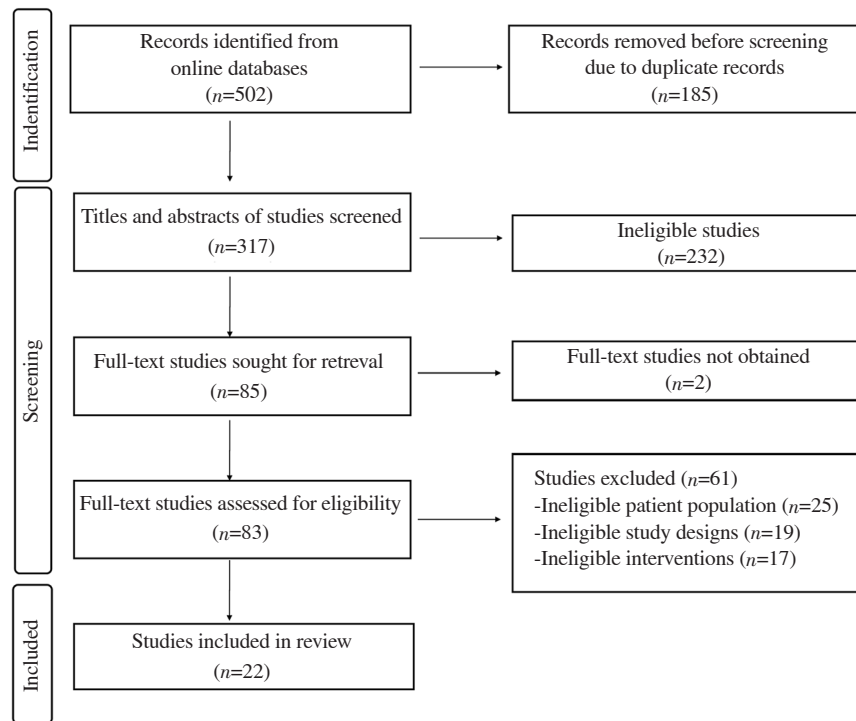 Indentification
Records identified from
online databases
(n=502)
Records removed before screening
due to duplicate records
(n=185)
Screening
Titles and abstracts of studies screened
(n=317)
Ineligible studies
(n=232)
Full-text studies sought for retreval
(n=85)
Full-text studies not obtained
(n=2)
Full-text studies assessed for eligibility
(n=83)
Studies excluded (n=61)
-Ineligible patient population (n=25)
-Ineligible study designs (n=19)
-Ineligible interventions (n=17)
Included
Studies included in review
(n=22)